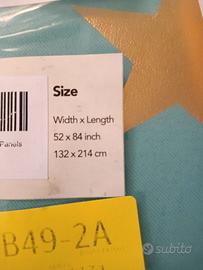 Size
Width x Length
52 x 84 inch
132 x 214 cm
Panels
B49-2A
subito